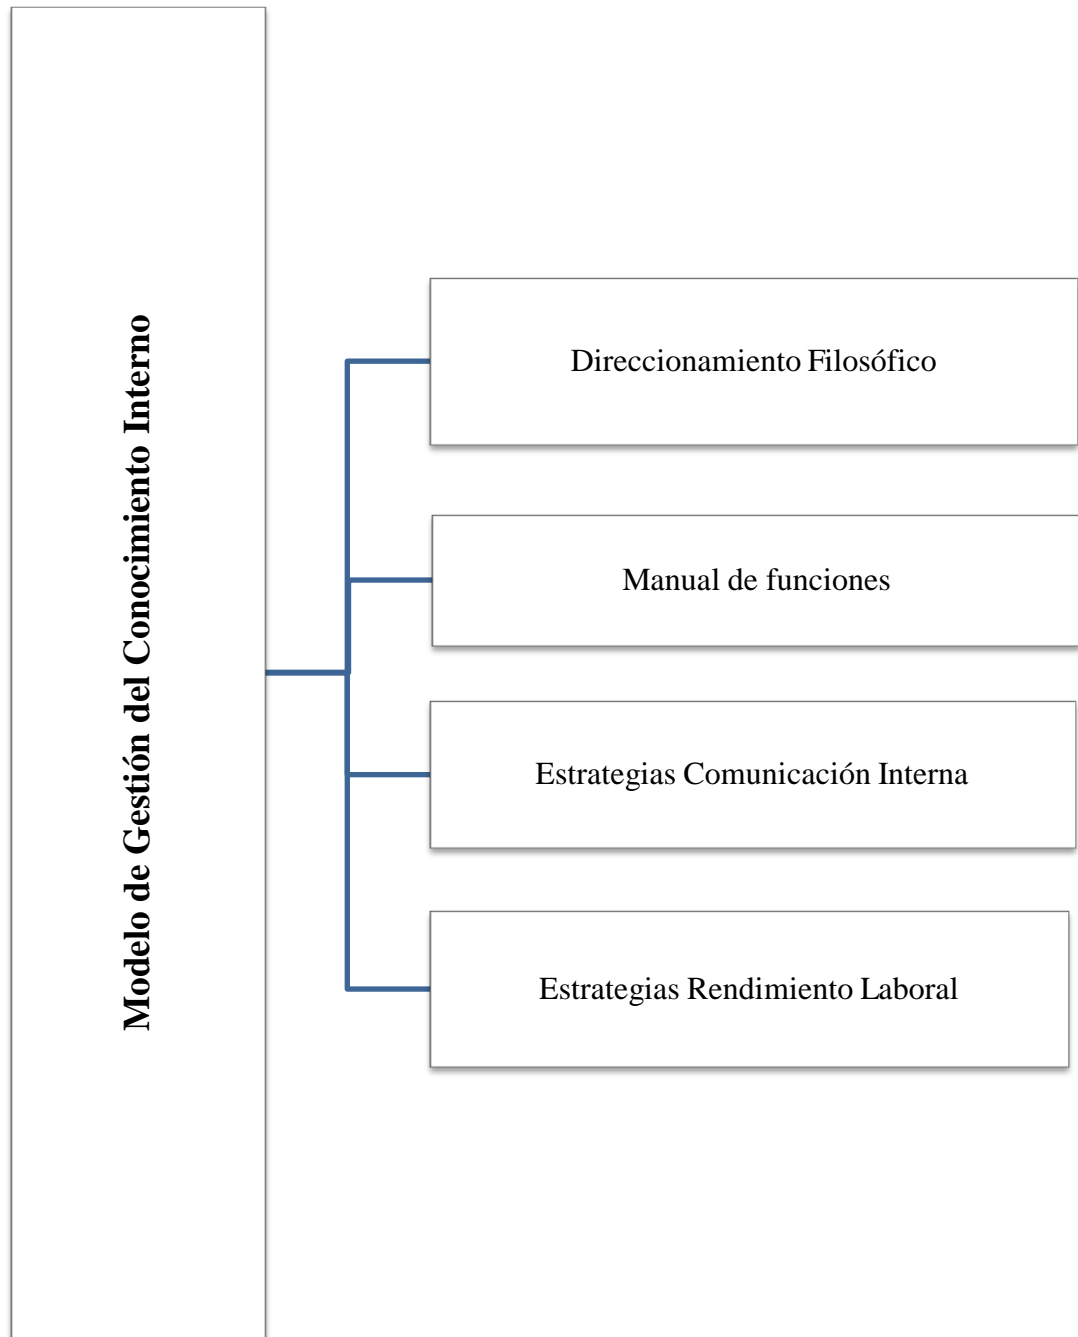 Modelo de Gestión del Conocimiento Interno
Direccionamiento Filosófico
Manual de funciones
Estrategias Comunicación Interna
Estrategias Rendimiento Laboral